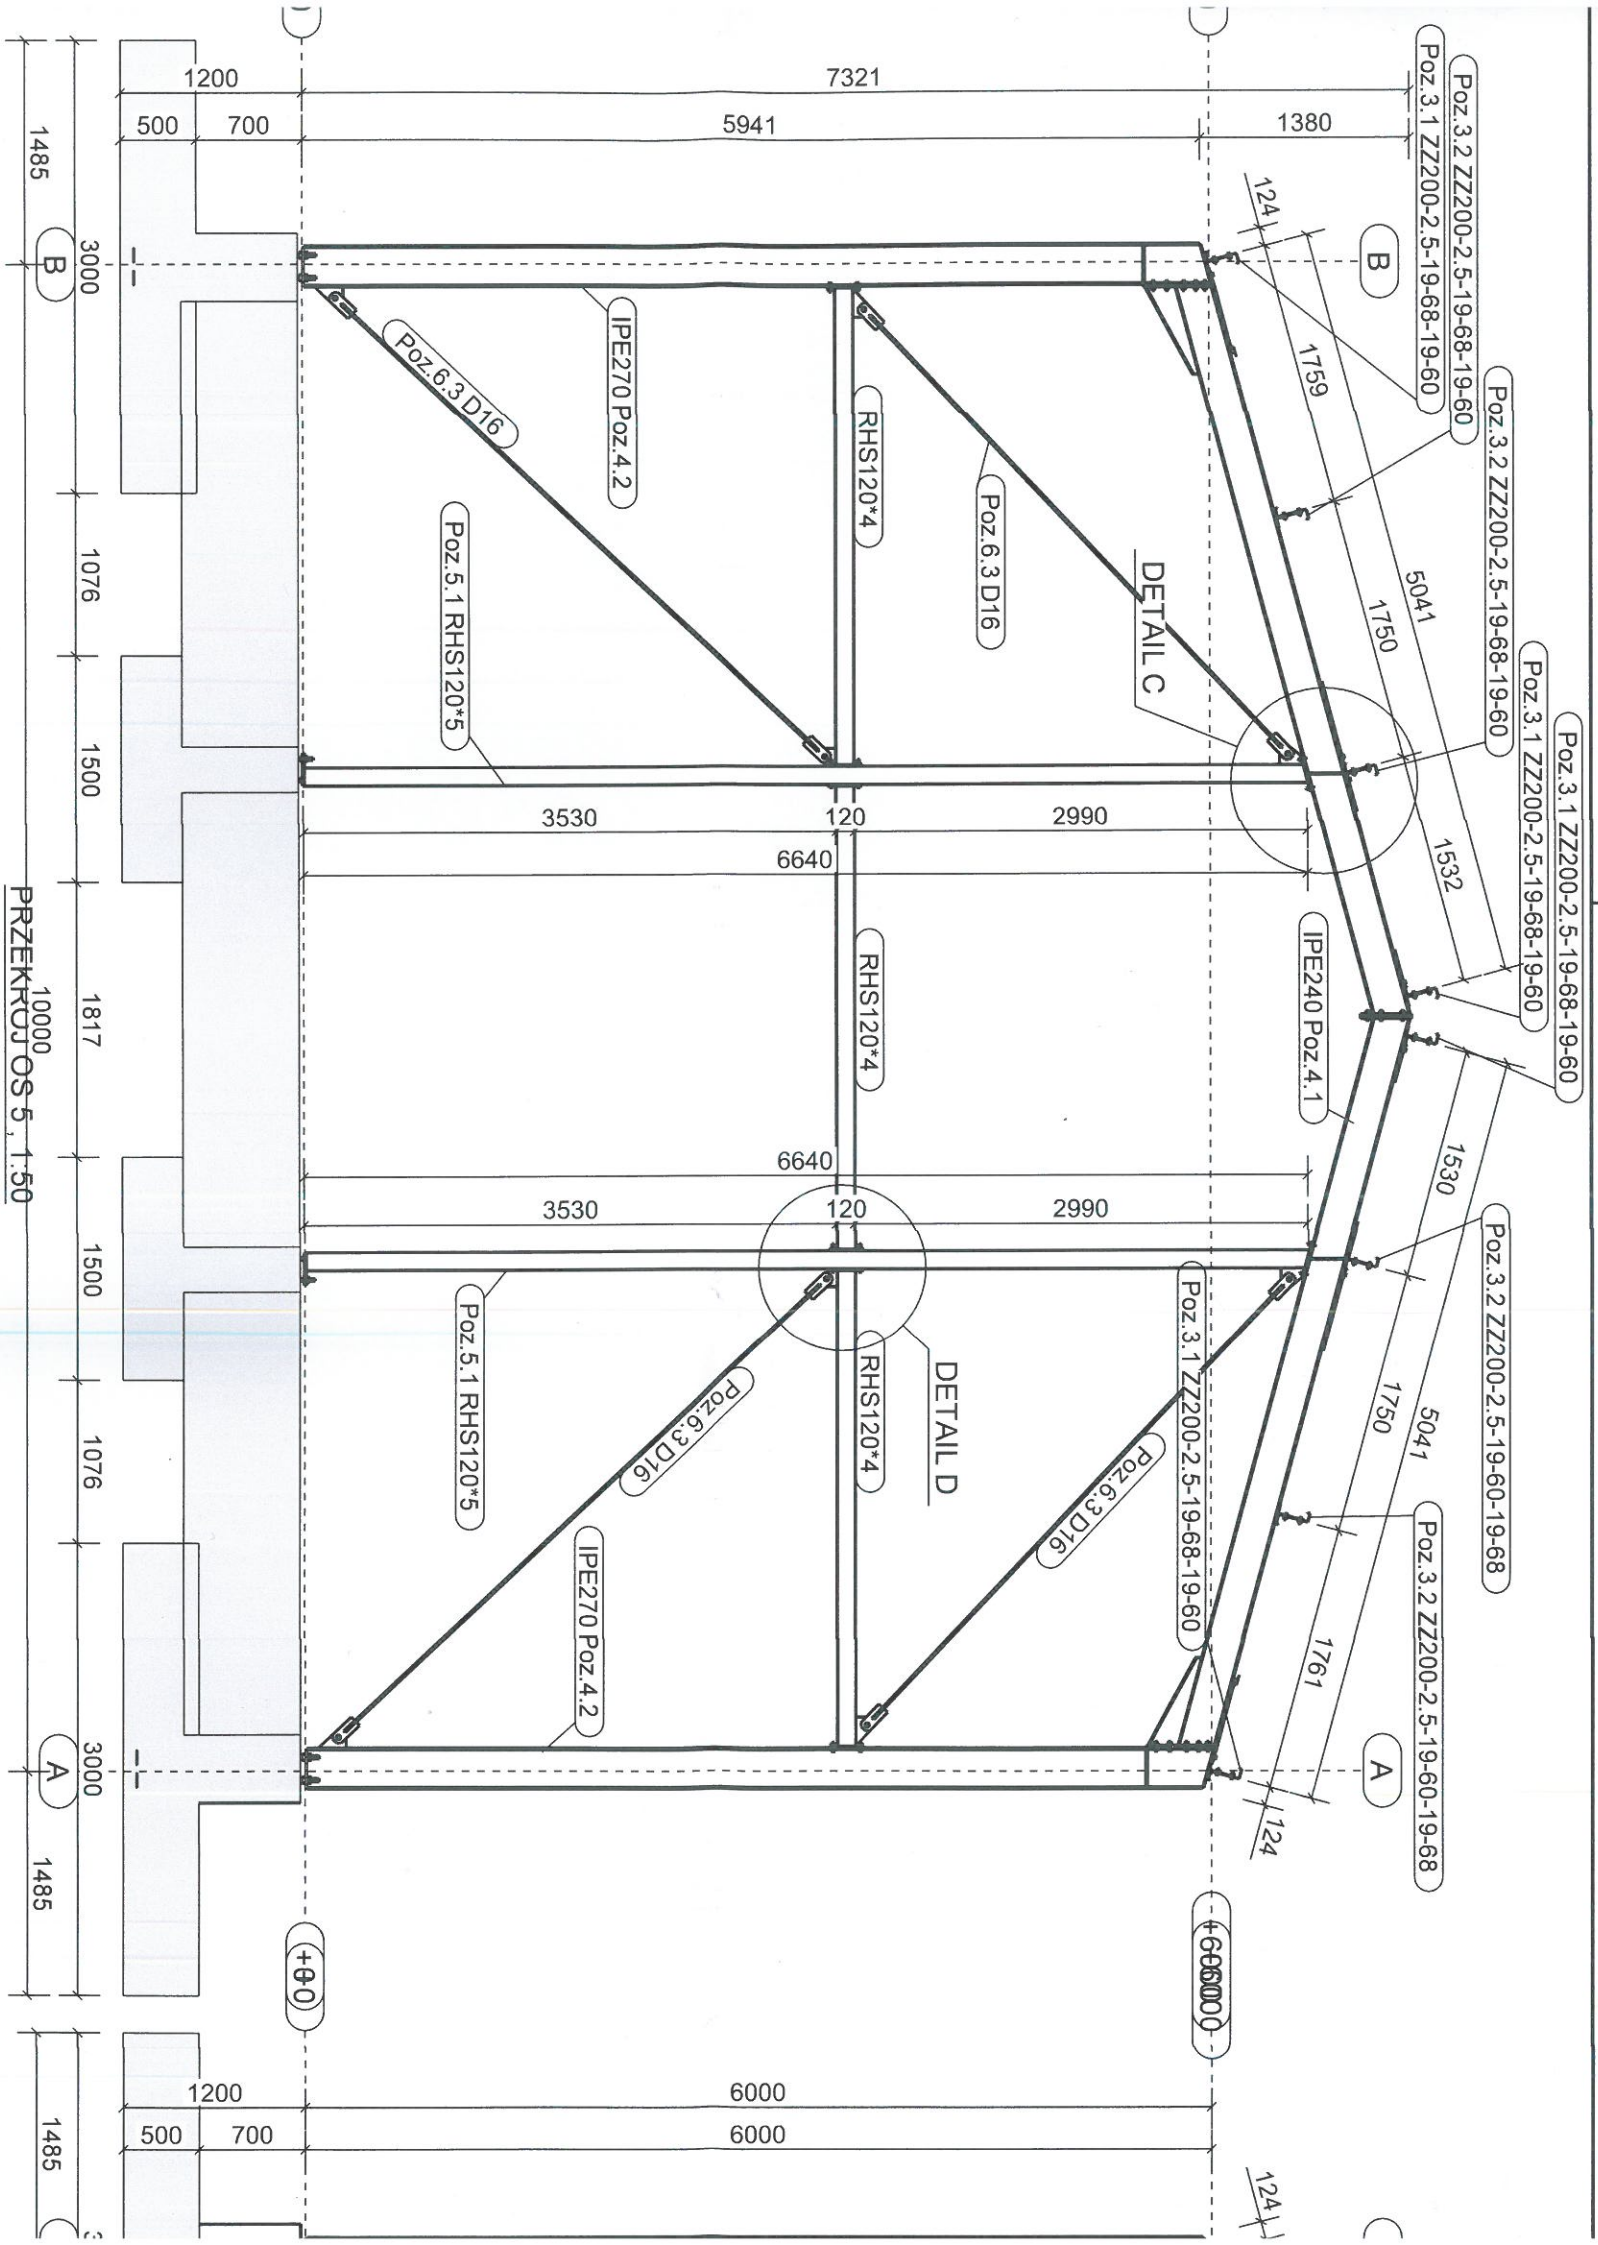 Poz.3.1 ZZ200-2.5-19-68-19-60
Poz.3.1 ZZ200-2.5-19-68-19-60
Poz.3.2 ZZ200-2.5-19-60-19-68
Poz.3.2 ZZ200-2.5-19-68-19-60
Poz.3.2 ZZ200-2.5-19-68-19-60
Poz.3.1 ZZ200-2.5-19-68-19-60
Poz.3.2 ZZ200-2.5-19-60-19-68
B
A
7321
1380
5941
1200
700
500
124
1759
1750
1532
5041
1530
1750
1761
5041
124
IPE240 Poz.4.1
Poz.3.1 ZZ200-2.5-19-68-19-60
DETAIL C
Poz.6.3 D16
Poz.6.3 D16
DETAIL D
RHS120*4
RHS120*4
RHS120*4
2990
120
3530
6640
6640
2990
120
3530
IPE270 Poz.4.2
IPE270 Poz.4.2
Poz.6.3 D16
Poz.6.3 D16
Poz.5.1 RHS120*5
Poz.5.1 RHS120*5
6000
6000
1200
700
500
124
3000
1076
1500
1817
1500
1076
3000
B
A
1485
10000
1485
1485
PRZEKRÓJ OS 5 , 1:50